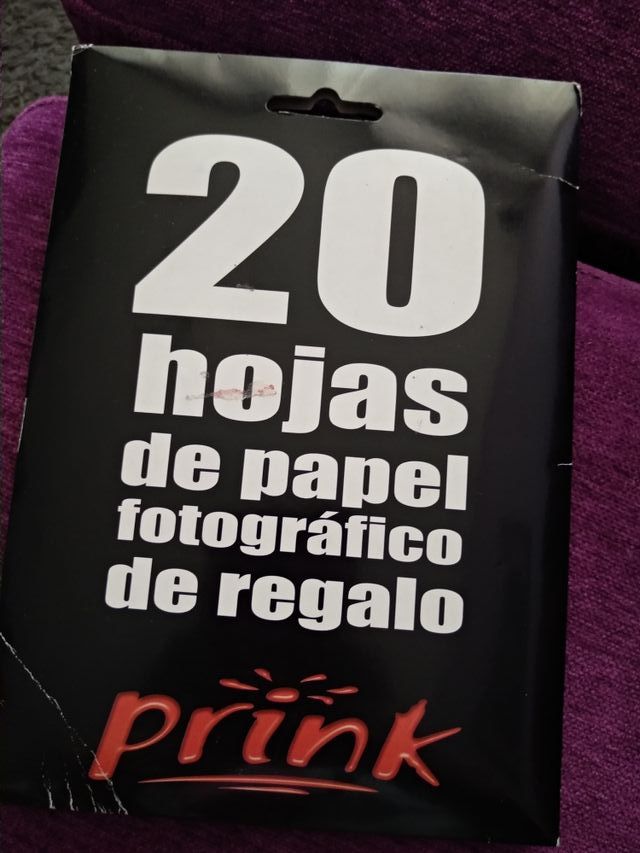 20
hojas
de papel
fotográfico
de regalo
prink